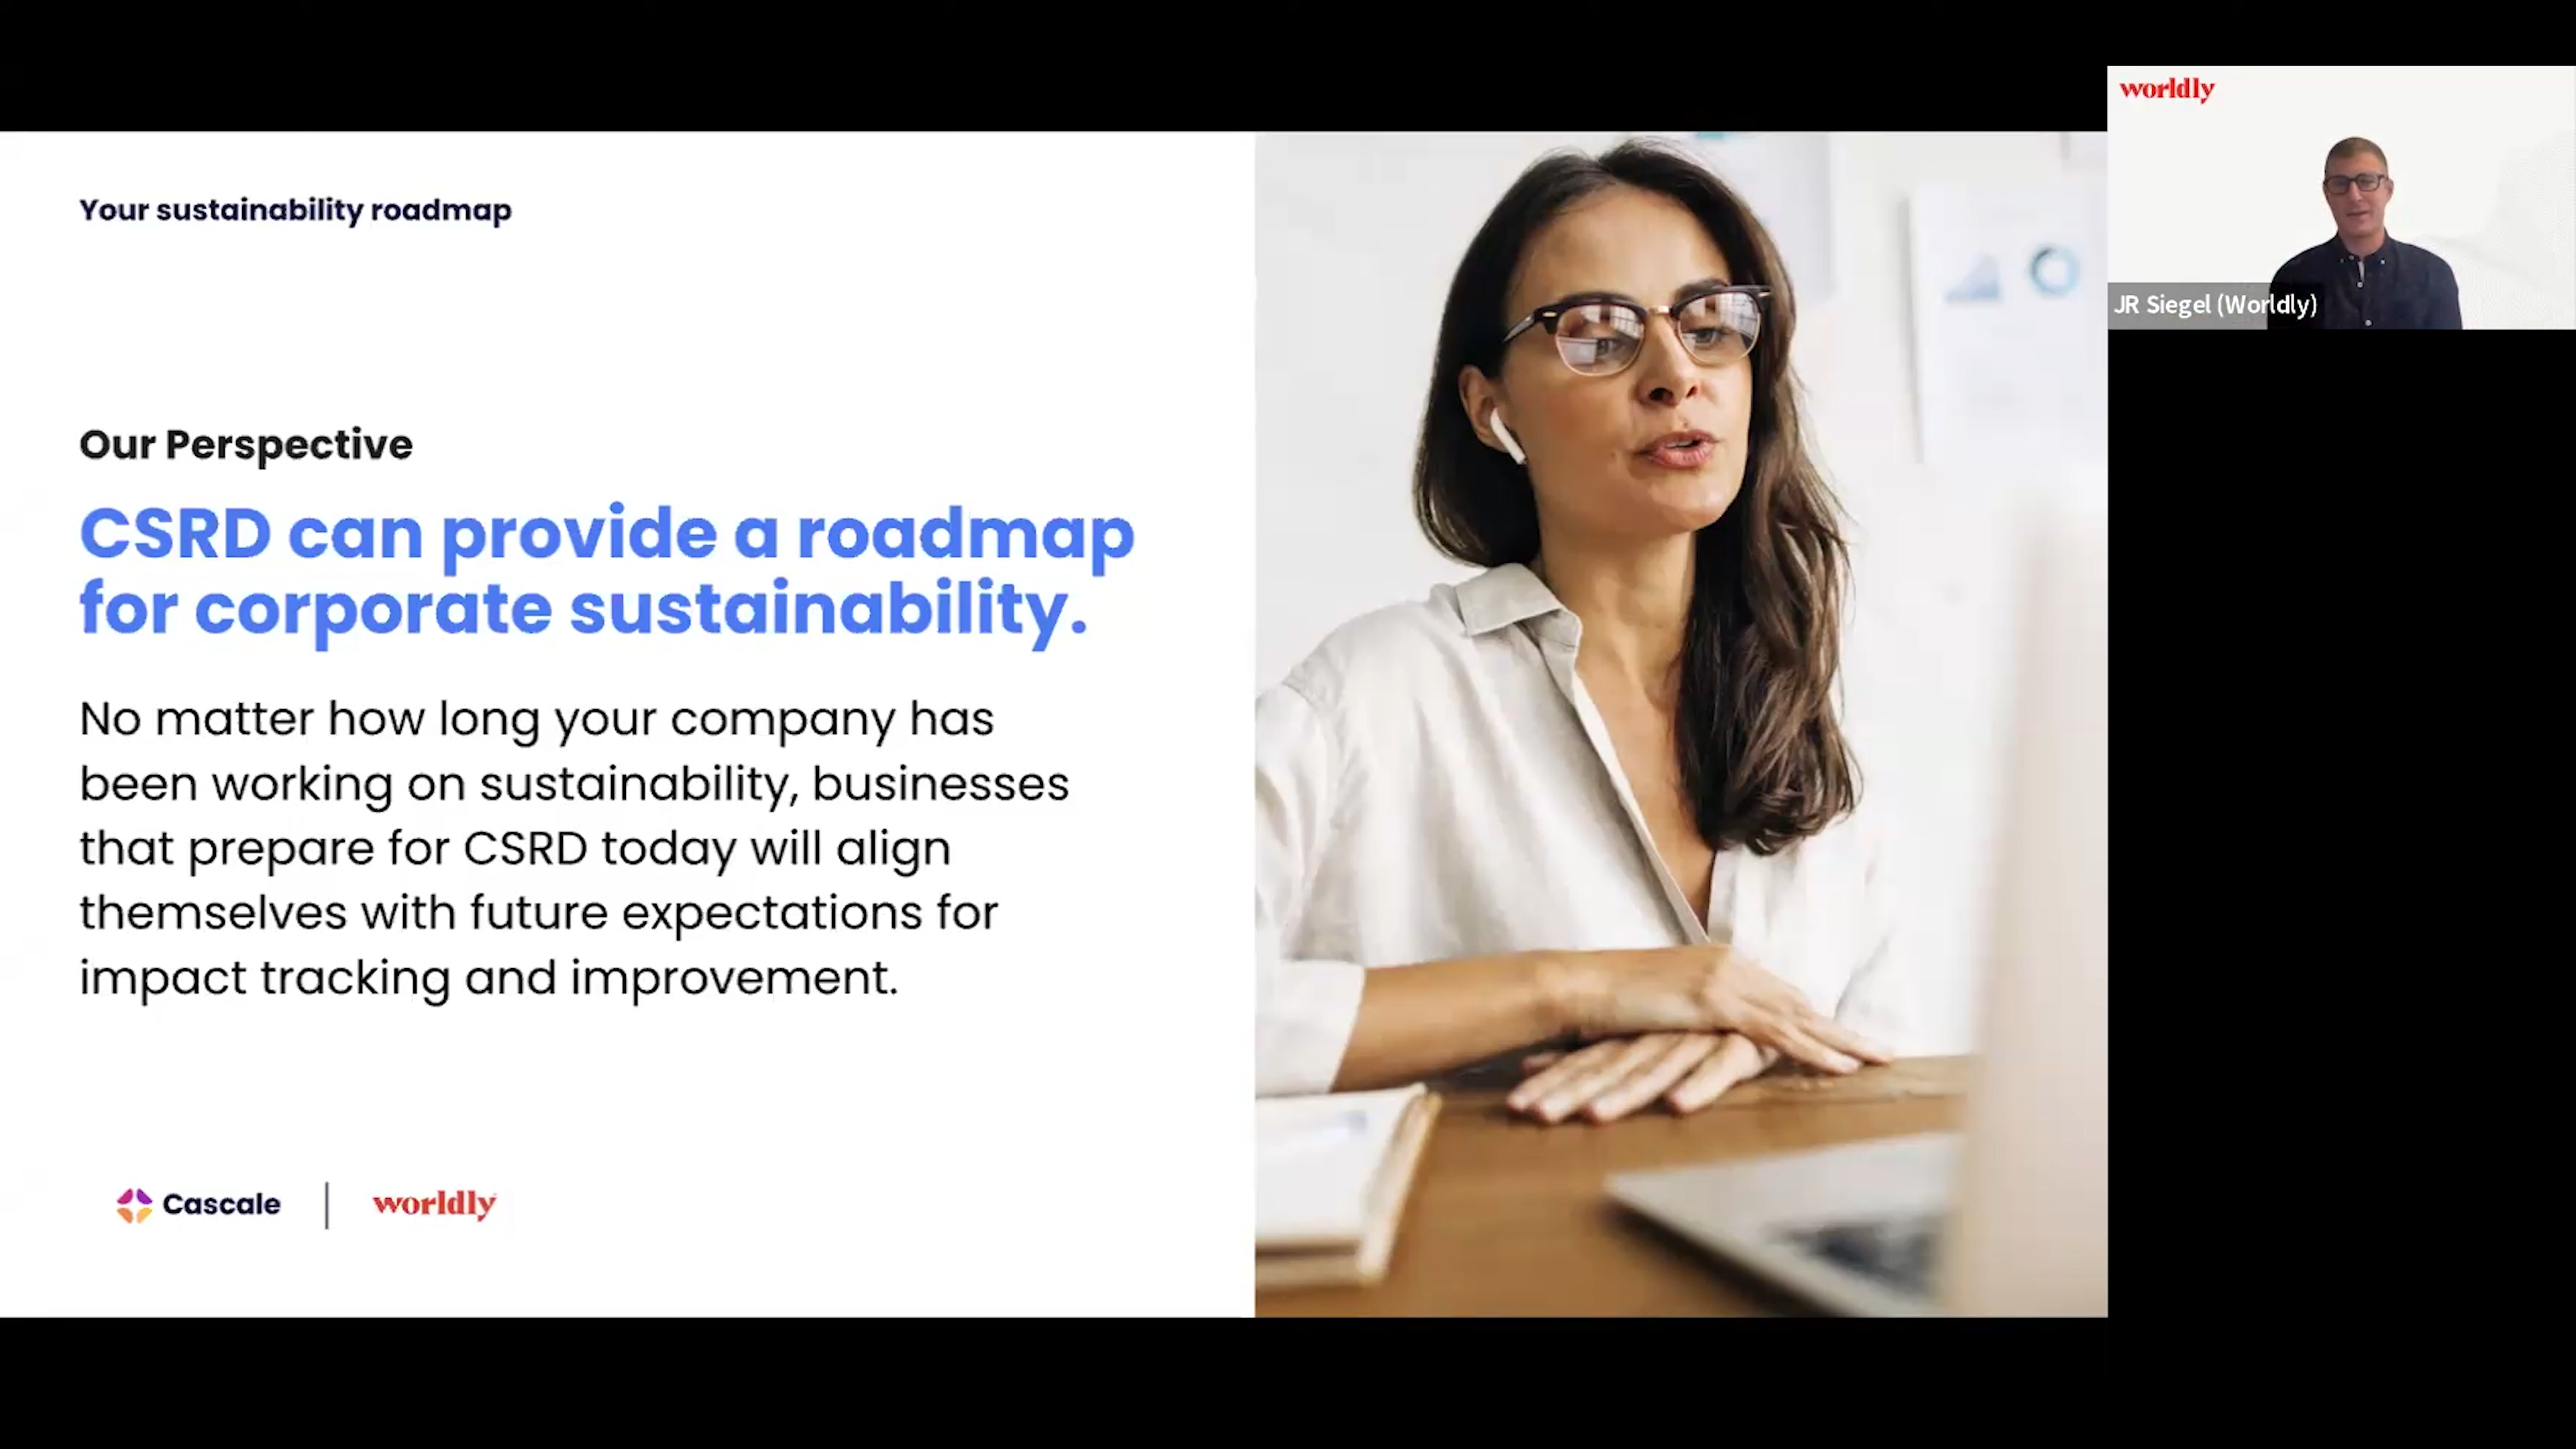 Your sustainability roadmap
Our Perspective
CSRD can provide a roadmap
for corporate sustainability.
No matter how long your company has
been working on sustainability, businesses
that prepare for CSRD today will align
themselves with future expectations for
impact tracking and improvement.
Cascale
worldly
worldly
JR Siegel (Worldly)